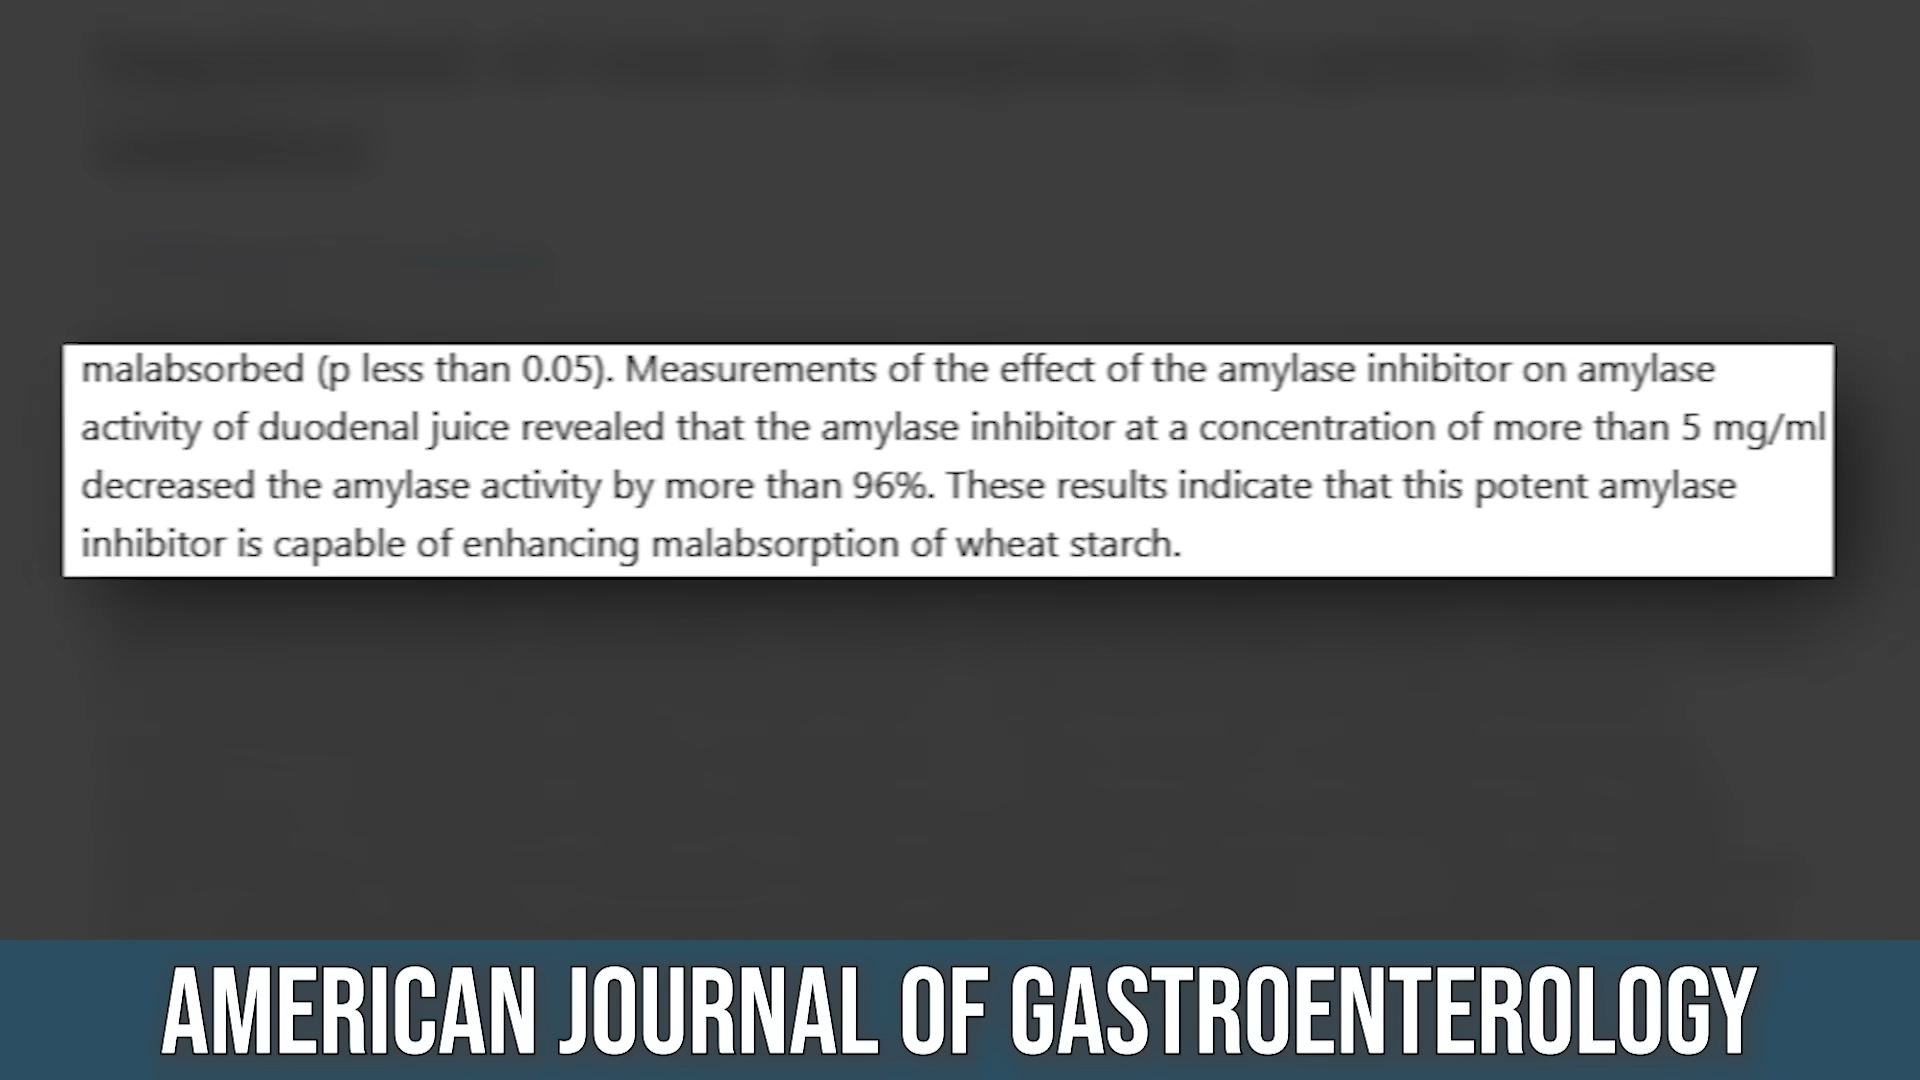 malabsorbed (p less than 0.05). Measurements of the effect of the amylase inhibitor on amylase
activity of duodenal juice revealed that the amylase inhibitor at a concentration of more than 5 mg/ml
decreased the amylase activity by more than 96%. These results indicate that this potent amylase
inhibitor is capable of enhancing malabsorption of wheat starch.
AMERICAN JOURNAL OF GASTROENTEROLOGY